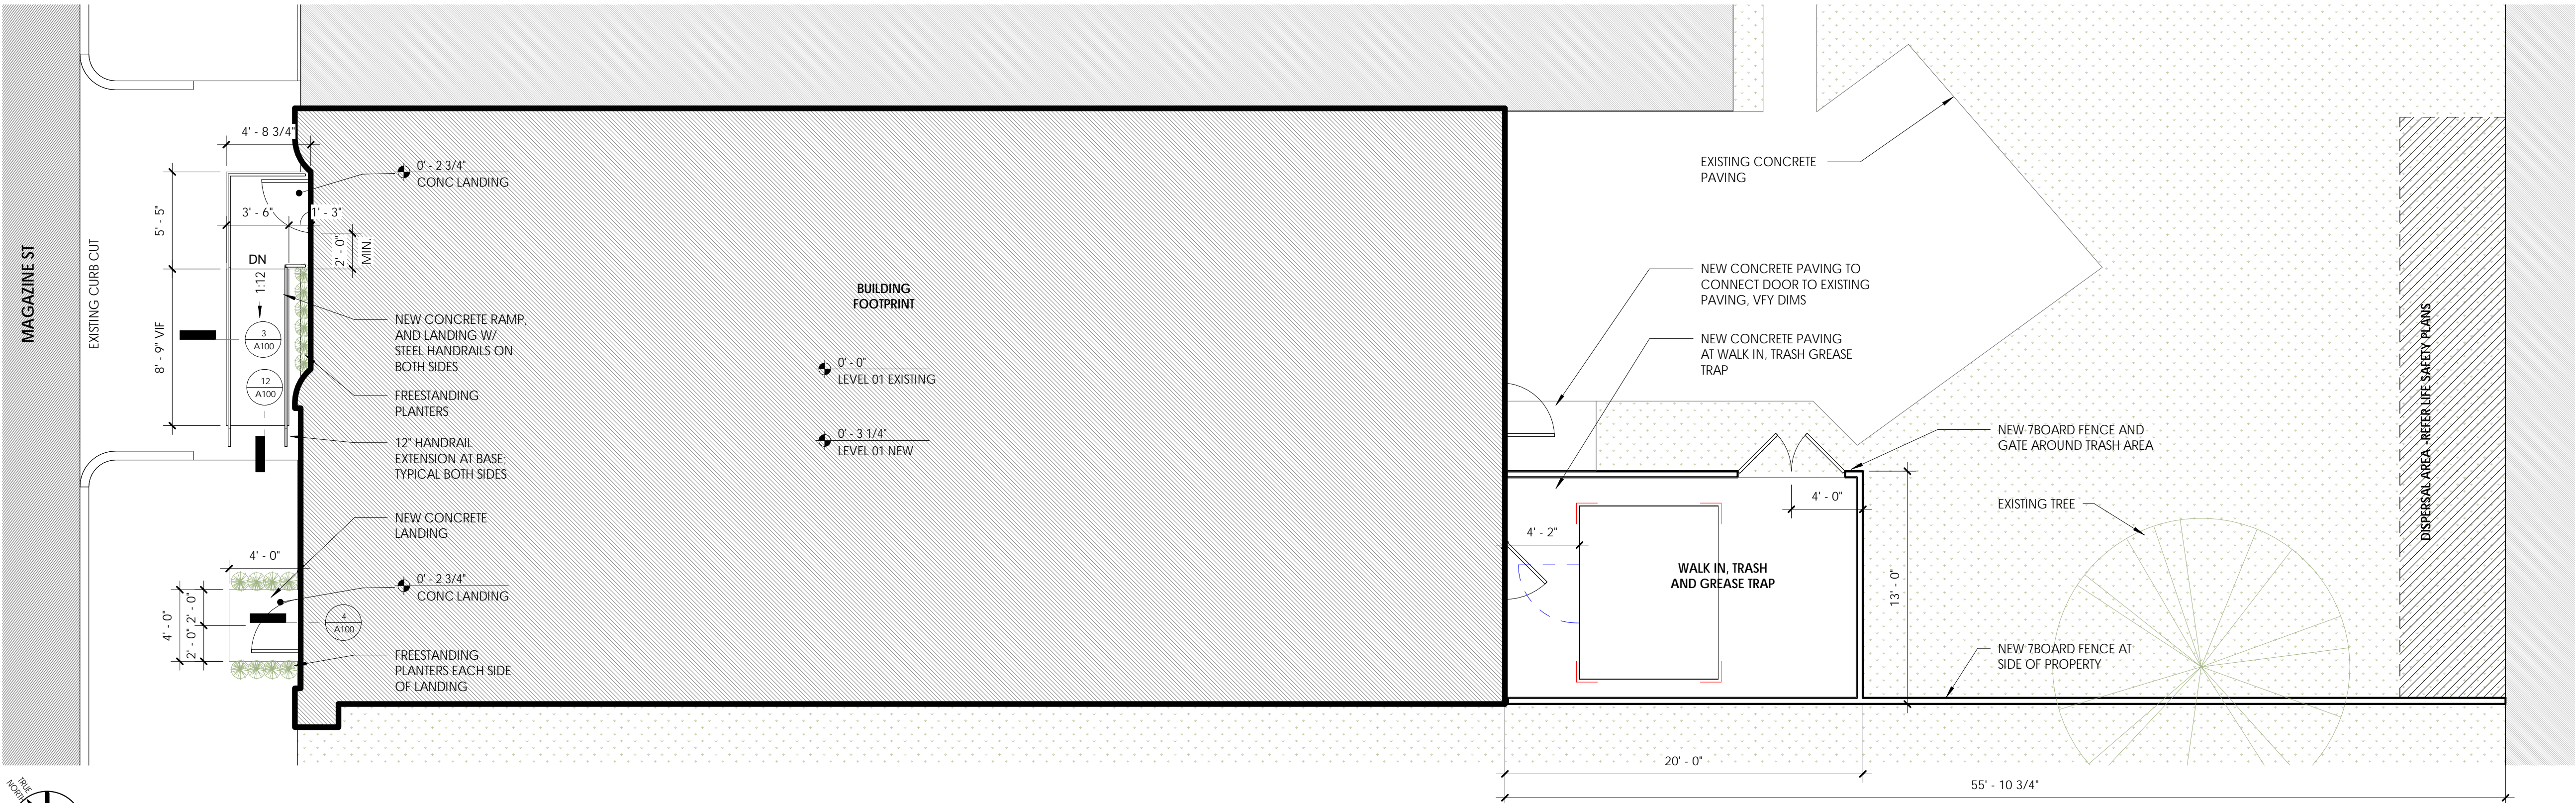 MAGAZINE ST
EXISTING CURB CUT
4' - 8 3/4"
5' - 5"
3' - 6"
1' - 3"
2' - 0"
MIN.
DN
1:12
8' - 9" VIF
3
A100
12
A100
0' - 2 3/4"
CONC LANDING
NEW CONCRETE RAMP,
AND LANDING W/
STEEL HANDRAILS ON
BOTH SIDES
FREESTANDING
PLANTERS
12" HANDRAIL
EXTENSION AT BASE;
TYPICAL BOTH SIDES
NEW CONCRETE
LANDING
4' - 0"
4' - 0"
2' - 0"
2' - 0"
0' - 2 3/4"
CONC LANDING
4
A100
FREESTANDING
PLANTERS EACH SIDE
OF LANDING
BUILDING
FOOTPRINT
0' - 0"
LEVEL 01 EXISTING
0' - 3 1/4"
LEVEL 01 NEW
EXISTING CONCRETE
PAVING
NEW CONCRETE PAVING TO
CONNECT DOOR TO EXISTING
PAVING, VFY DIMS
NEW CONCRETE PAVING
AT WALK IN, TRASH GREASE
TRAP
NEW 7BOARD FENCE AND
GATE AROUND TRASH AREA
EXISTING TREE
4' - 0"
4' - 2"
WALK IN, TRASH
AND GREASE TRAP
13' - 0"
NEW 7BOARD FENCE AT
SIDE OF PROPERTY
DISPERSAL AREA -REFER LIFE SAFETY PLANS
20' - 0"
55' - 10 3/4"
TRUE
NORTH